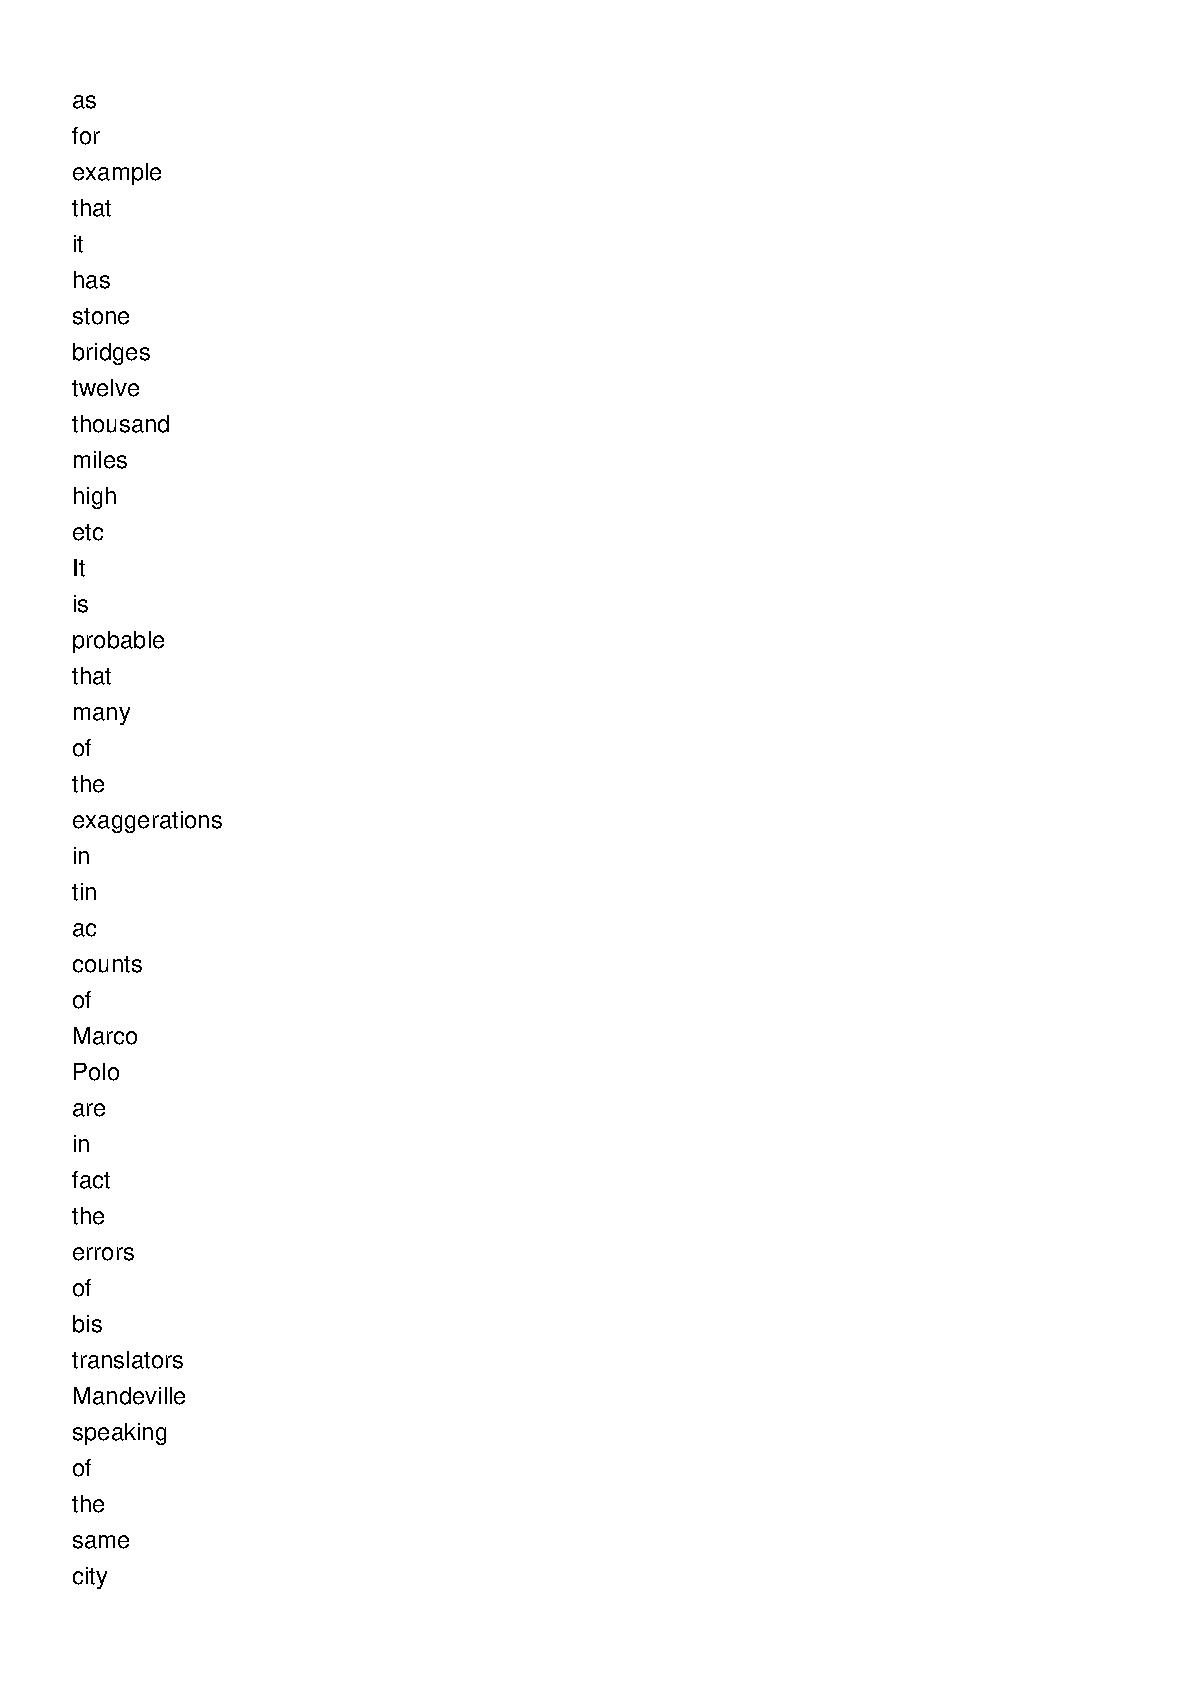 as
for
example
that
it
has
stone
bridges
twelve
thousand
miles
high
etc
It
is
probable
that
many
of
the
exaggerations
in
tin
ac
counts
of
Marco
Polo
are
in
fact
the
errors
of
bis
translators
Mandeville
speaking
of
the
same
city